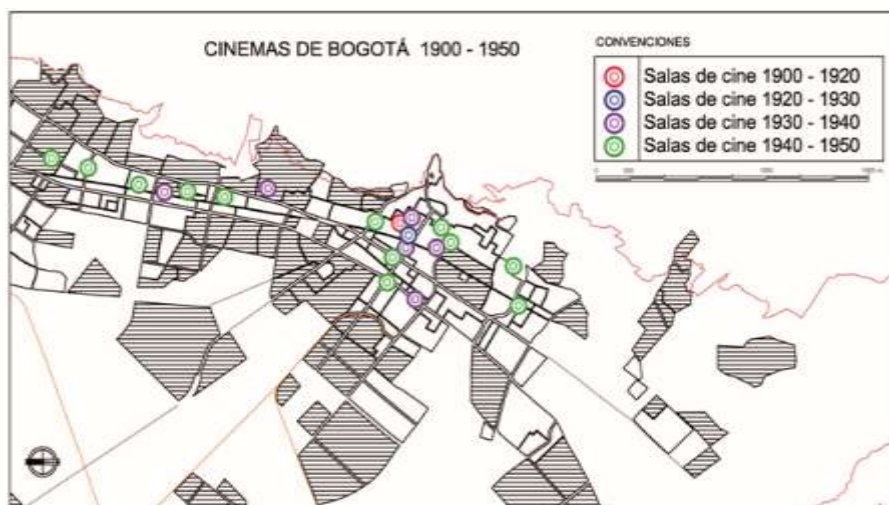 CINEMAS DE BOGOTÁ 1900 - 1950
CONVENCIONES
Salas de cine 1900 - 1920
Salas de cine 1920 - 1930
Salas de cine 1930 - 1940
Salas de cine 1940 - 1950